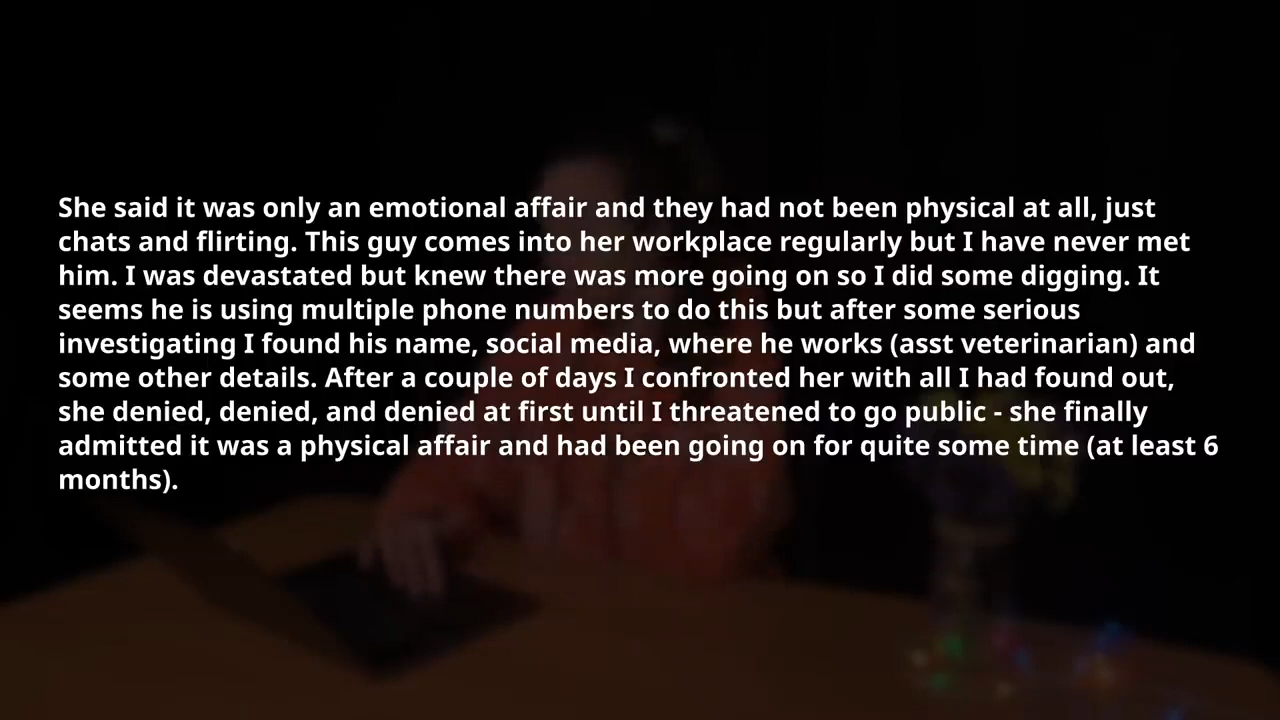 She said it was only an emotional affair and they had not been physical at all, just
chats and flirting. This guy comes into her workplace regularly but I have never met
him. I was devastated but knew there was more going on so I did some digging. It
seems he is using multiple phone numbers to do this but after some serious
investigating I found his name, social media, where he works (asst veterinarian) and
some other details. After a couple of days I confronted her with all I had found out,
she denied, denied, and denied at first until I threatened to go public - she finally
admitted it was a physical affair and had been going on for quite some time (at least 6
months).